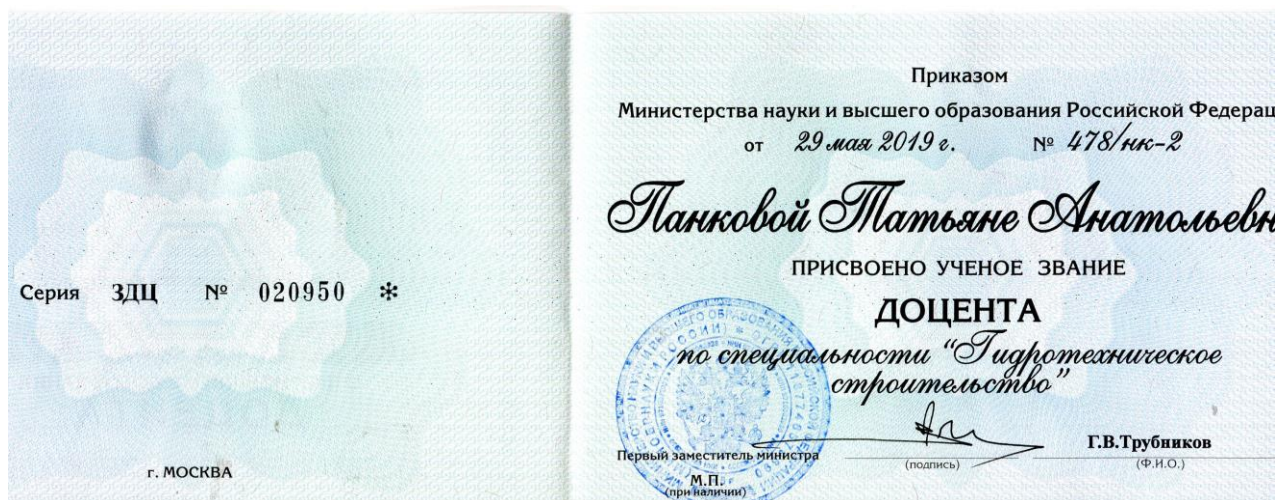 Серия ЗДЦ № 020950 *
г. МОСКВА
Приказом
Министерства науки и высшего образования Российской Федерац
от 29 мая 2019 г. № 478/нк-2
Панковой Татьяне Анатольевн
ПРИСВОЕНО УЧЕНОЕ ЗВАНИЕ
ДОЦЕНТА
по специальности "Гидротехническое
строительство"
Г.В.Трубников
Первый заместитель министра
(подпись)
(Ф.И.О.)
М.П.
(при наличии)